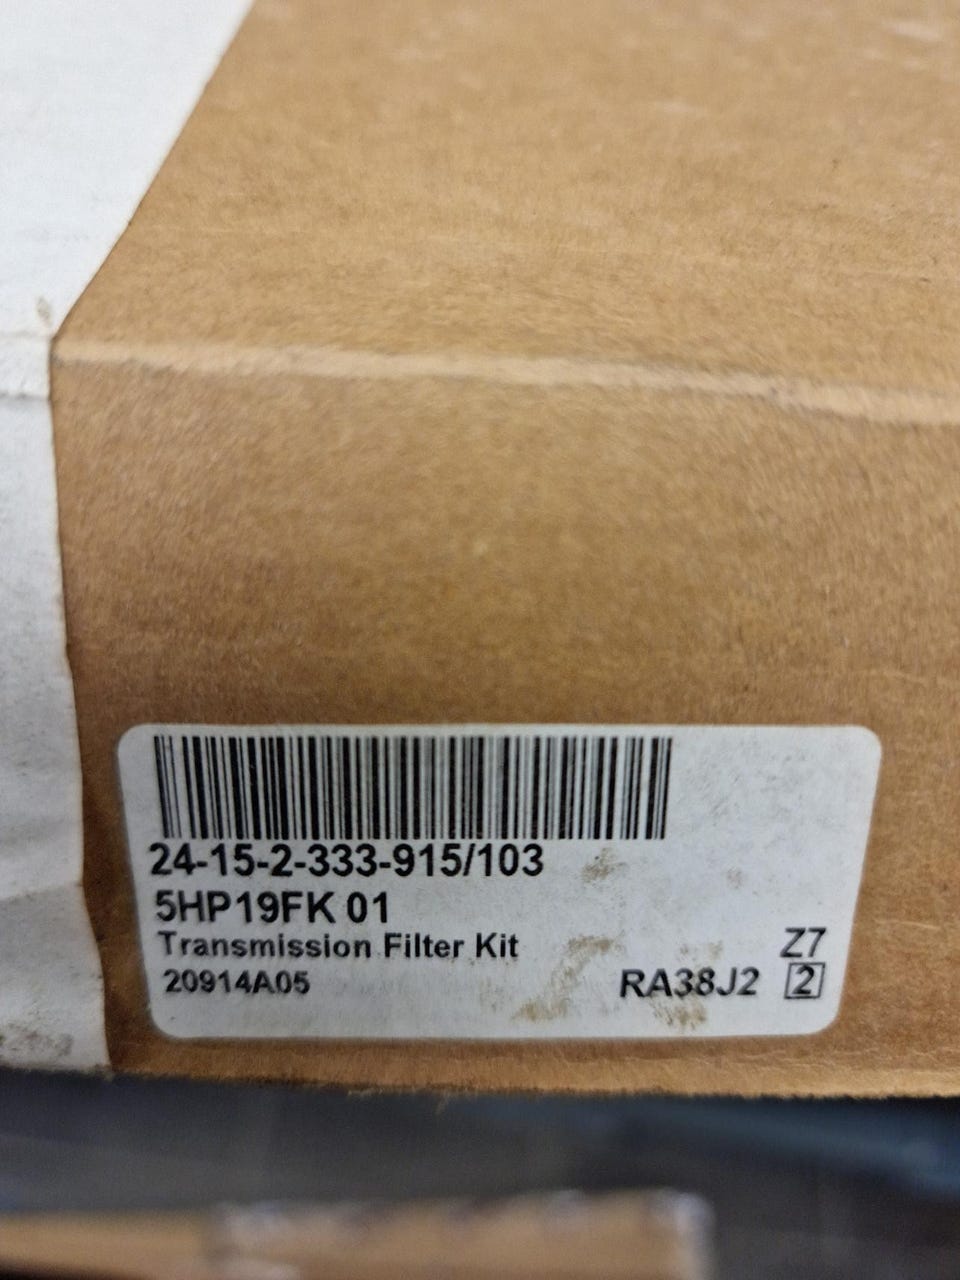 24-15-2-333-915/103
5HP19FK 01
Transmission Filter Kit
Z7
20914A05 RA38J2 2